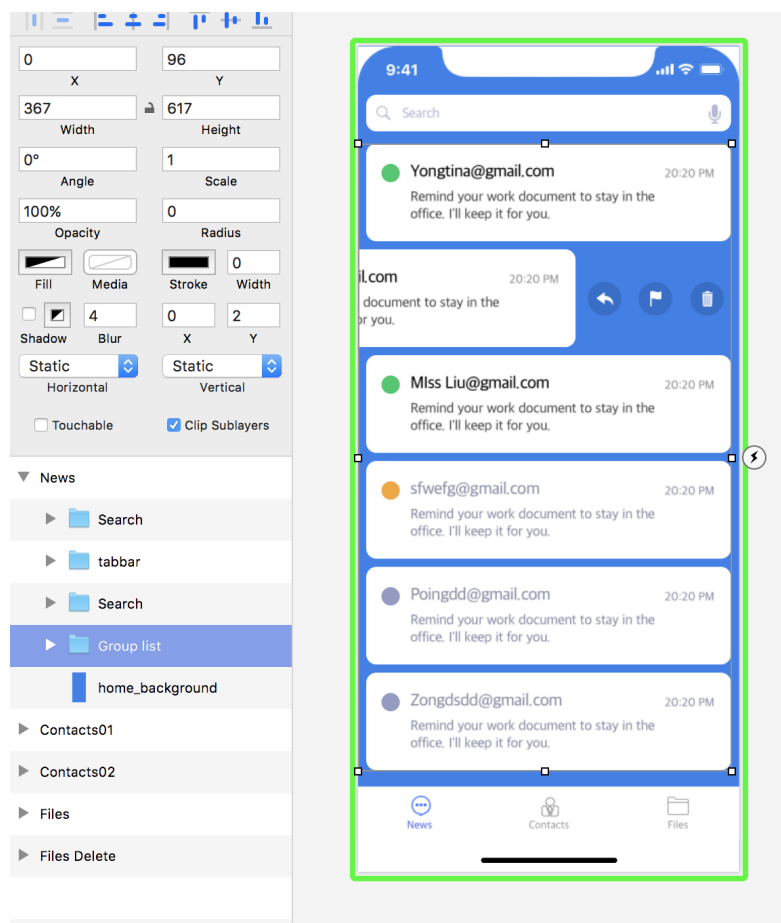 0
96
X
Y
367
617
Width
Height
0°
1
Angle
Scale
100%
0
Opacity
Radius
0
Fill
Media
Stroke
Width
4
0
2
Shadow
Blur
X
Y
Static
Static
Horizontal
Vertical
Touchable
Clip Sublayers
News
Search
tabbar
Search
Group list
home_background
Contacts01
Contacts02
Files
Files Delete
9:41
Search
Yongtina@gmail.com
20:20 PM
Remind your work document to stay in the
office. I'll keep it for you.
il.com
20:20 PM
document to stay in the
or you.
MIss Liu@gmail.com
20:20 PM
Remind your work document to stay in the
office. I'll keep it for you.
sfwefg@gmail.com
20:20 PM
Remind your work document to stay in the
office. I'll keep it for you.
Poingdd@gmail.com
20:20 PM
Remind your work document to stay in the
office. I'll keep it for you.
Zongdsdd@gmail.com
20:20 PM
Remind your work document to stay in the
office. I'll keep it for you.
News
Contacts
Files